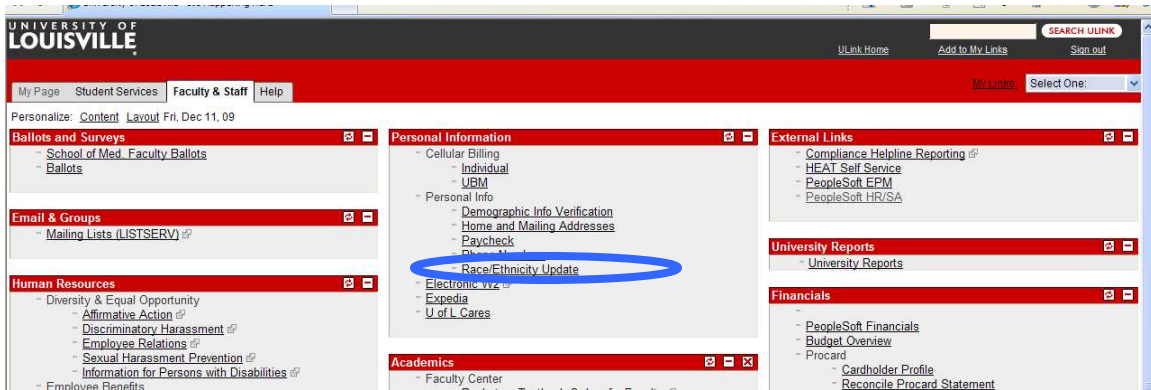 UNIVERSITY OF
LOUISVILLE
SEARCH ULINK
ULink Home
Add to My Links
Sign out
My Links:
Select One:
My Page
Student Services
Faculty & Staff
Help
Personalize: Content Layout Fri, Dec 11, 09
Ballots and Surveys
School of Med. Faculty Ballots
Ballots
Email & Groups
Mailing Lists (LISTSERV)
Human Resources
Diversity & Equal Opportunity
Affirmative Action
Discriminatory Harassment
Employee Relations
Sexual Harassment Prevention
Information for Persons with Disabilities
Employee Benefits
Personal Information
Cellular Billing
Individual
UBM
Personal Info
Demographic Info Verification
Home and Mailing Addresses
Paycheck
Race/Ethnicity Update
Electronic W2
Expedia
U of L Cares
Academics
Faculty Center
External Links
Compliance Helpline Reporting
HEAT Self Service
PeopleSoft EPM
PeopleSoft HR/SA
University Reports
University Reports
Financials
PeopleSoft Financials
Budget Overview
Procard
Cardholder Profile
Reconcile Procard Statement